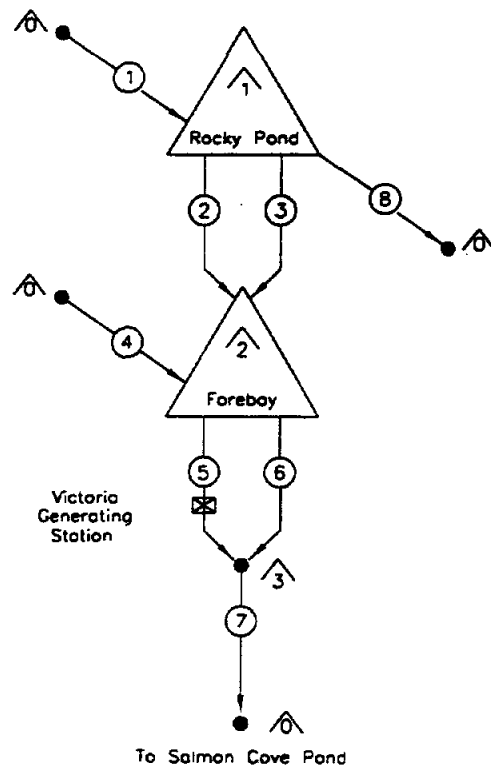 0
1
1
Rocky Pond
2
3
8
0
0
4
2
Forebay
5
6
Victoria
Generating
Station
3
7
0
To Salmon Cove Pond